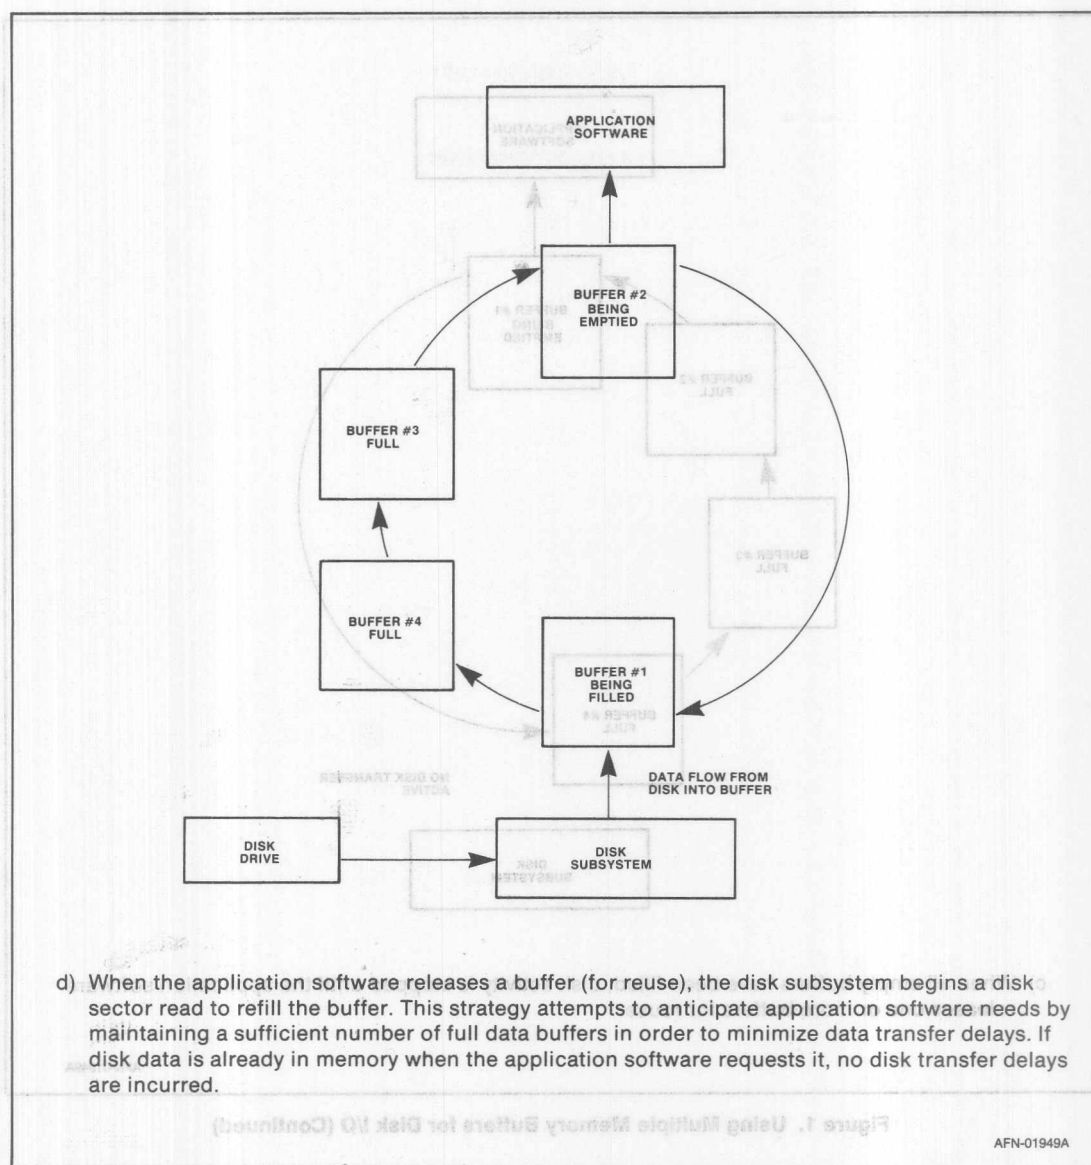 APPLICATION
SOFTWARE
BUFFER #2
BEING
EMPTIED
BUFFER #3
FULL
BUFFER #4
FULL
BUFFER #1
BEING
FILLED
DATA FLOW FROM
DISK INTO BUFFER
DISK
DRIVE
DISK
SUBSYSTEM
d) When the application software releases a buffer (for reuse), the disk subsystem begins a disk
sector read to refill the buffer. This strategy attempts to anticipate application software needs by
maintaining a sufficient number of full data buffers in order to minimize data transfer delays. If
disk data is already in memory when the application software requests it, no disk transfer delays
are incurred.
Figure 1. Using Multiple Memory Buffers for Disk I/O (Continued)
AFN-01949A